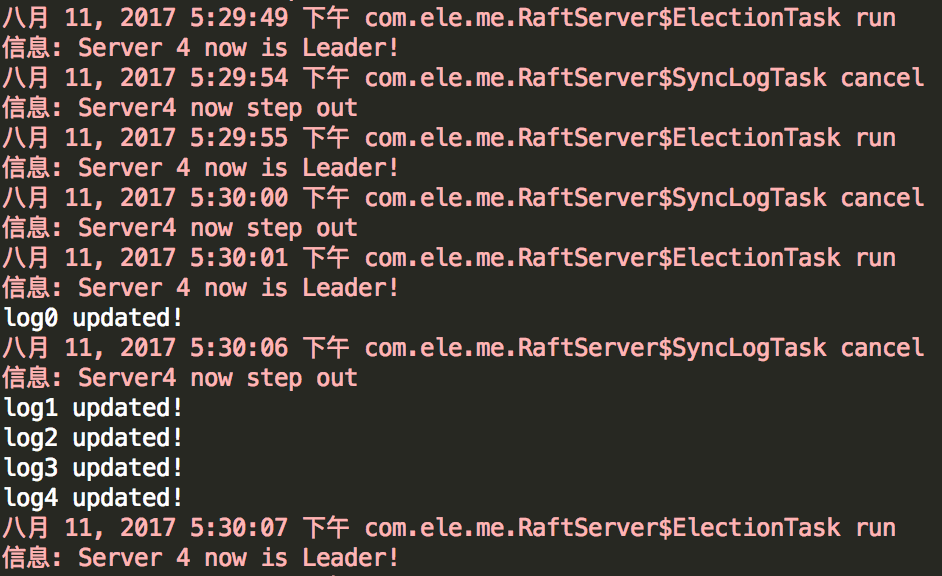 八月 11, 2017 5:29:49 下午 com.ele.me.RaftServer$ElectionTask run
信息: Server 4 now is Leader!
八月 11, 2017 5:29:54 下午 com.ele.me.RaftServer$SyncLogTask cancel
信息: Server4 now step out
八月 11, 2017 5:29:55 下午 com.ele.me.RaftServer$ElectionTask run
信息: Server 4 now is Leader!
八月 11, 2017 5:30:00 下午 com.ele.me.RaftServer$SyncLogTask cancel
信息: Server4 now step out
八月 11, 2017 5:30:01 下午 com.ele.me.RaftServer$ElectionTask run
信息: Server 4 now is Leader!
log0 updated!
八月 11, 2017 5:30:06 下午 com.ele.me.RaftServer$SyncLogTask cancel
信息: Server4 now step out
log1 updated!
log2 updated!
log3 updated!
log4 updated!
八月 11, 2017 5:30:07 下午 com.ele.me.RaftServer$ElectionTask run
信息: Server 4 now is Leader!